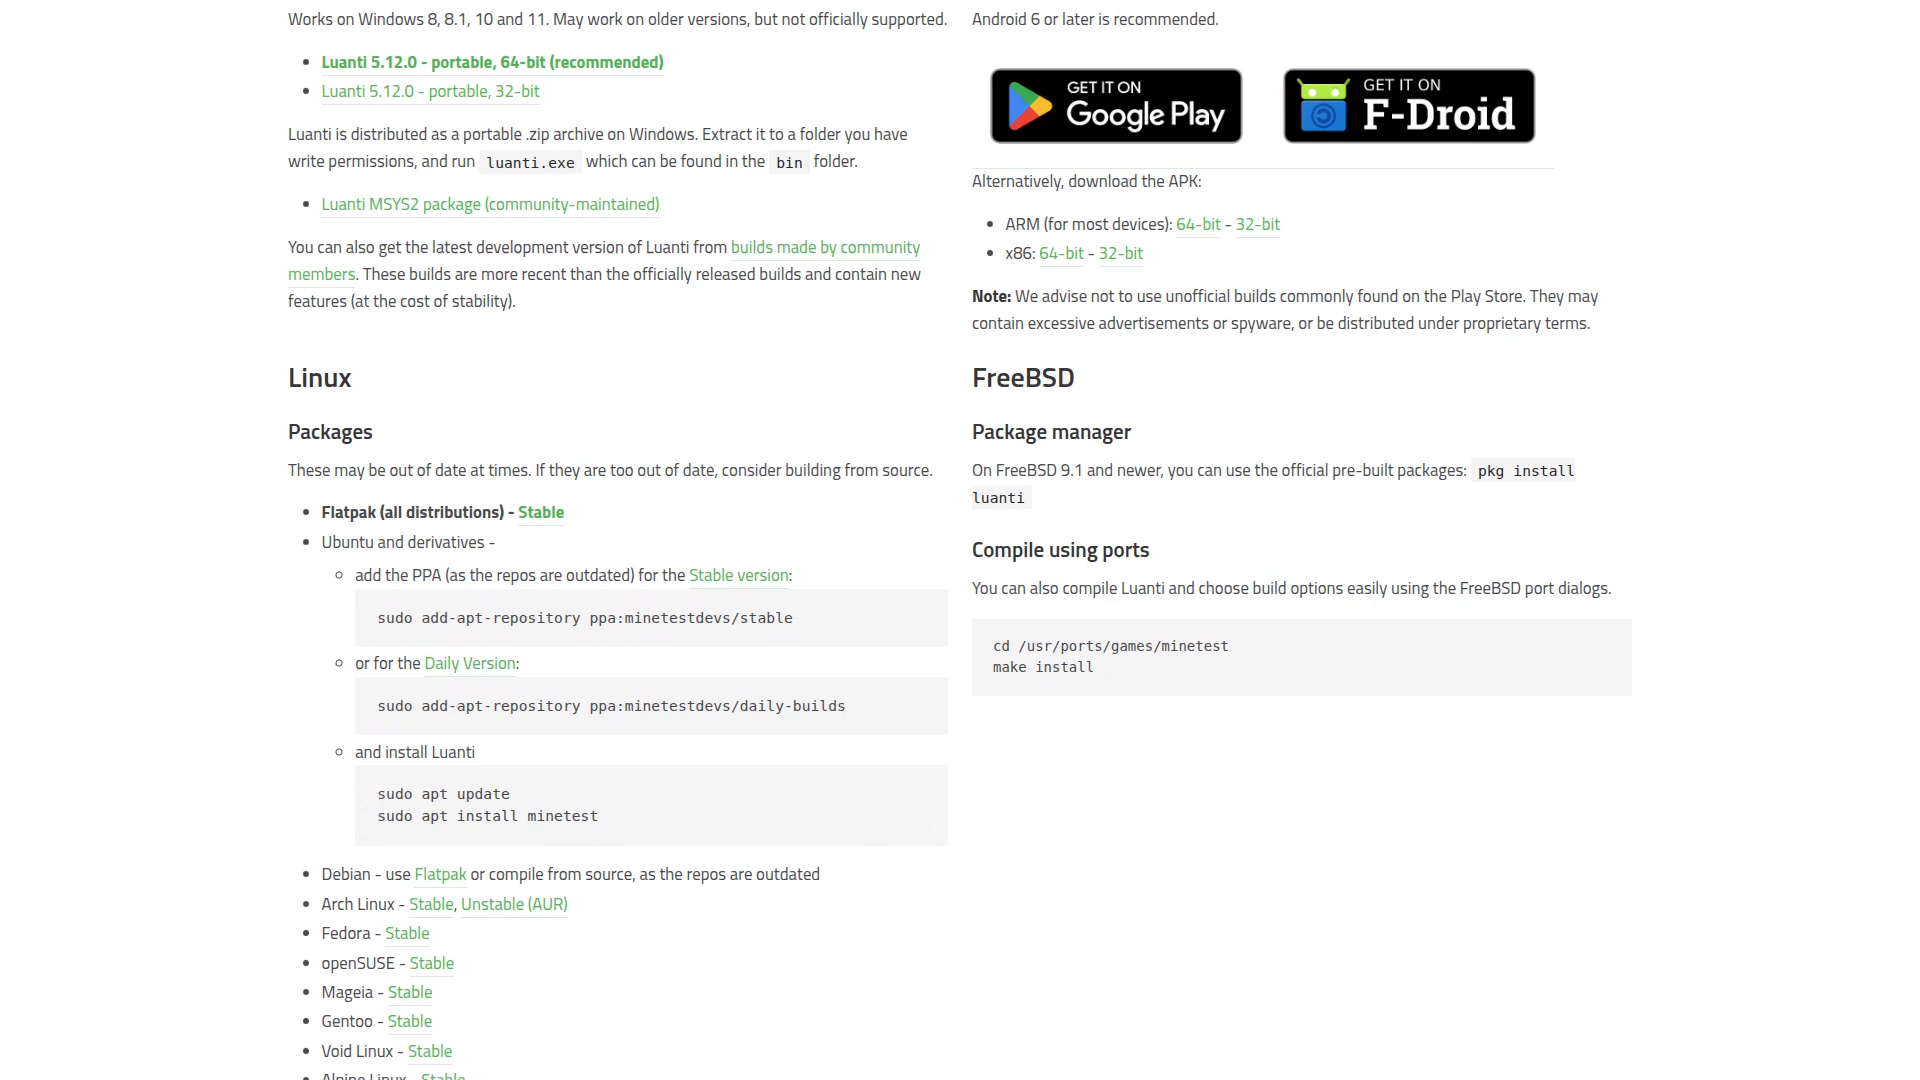 Works on Windows 8, 8.1, 10 and 11. May work on older versions, but not officially supported.
Luanti 5.12.0 - portable, 64-bit (recommended)
Luanti 5.12.0 - portable, 32-bit
Luanti is distributed as a portable .zip archive on Windows. Extract it to a folder you have
write permissions, and run luanti.exe which can be found in the bin folder.
Luanti MSYS2 package (community-maintained)
You can also get the latest development version of Luanti from builds made by community
members. These builds are more recent than the officially released builds and contain new
features (at the cost of stability).
Android 6 or later is recommended.
GET IT ON
Google Play
GET IT ON
F-Droid
Alternatively, download the APK:
ARM (for most devices): 64-bit - 32-bit
x86: 64-bit - 32-bit
Note: We advise not to use unofficial builds commonly found on the Play Store. They may
contain excessive advertisements or spyware, or be distributed under proprietary terms.
Linux
Packages
These may be out of date at times. If they are too out of date, consider building from source.
Flatpak (all distributions) - Stable
Ubuntu and derivatives -
add the PPA (as the repos are outdated) for the Stable version:
sudo add-apt-repository ppa:minetestdevs/stable
or for the Daily Version:
sudo add-apt-repository ppa:minetestdevs/daily-builds
and install Luanti
sudo apt update
sudo apt install minetest
Debian - use Flatpak or compile from source, as the repos are outdated
Arch Linux - Stable, Unstable (AUR)
Fedora - Stable
openSUSE - Stable
Mageia - Stable
Gentoo - Stable
Void Linux - Stable
Alpine Linux - Stable
FreeBSD
Package manager
On FreeBSD 9.1 and newer, you can use the official pre-built packages: pkg install
luanti
Compile using ports
You can also compile Luanti and choose build options easily using the FreeBSD port dialogs.
cd /usr/ports/games/minetest
make install